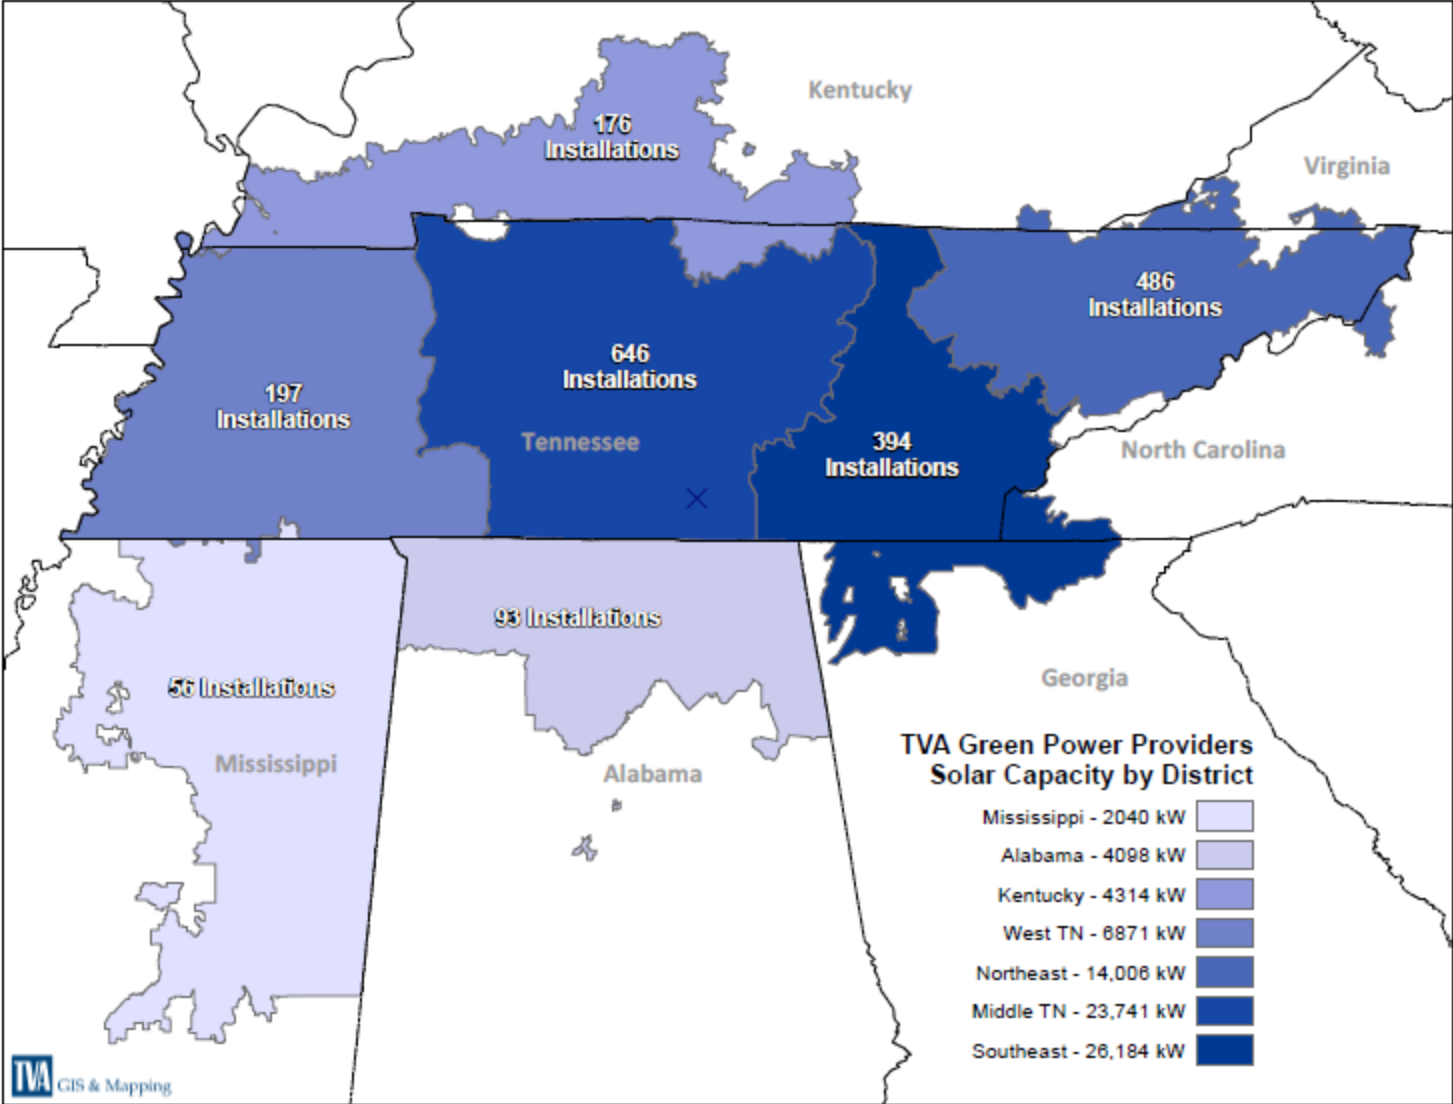 Kentucky
176
Installations
Virginia
486
Installations
646
Installations
197
Installations
Tennessee
394
Installations
North Carolina
93 Installations
56 Installations
Georgia
Mississippi
Alabama
TVA Green Power Providers
Solar Capacity by District
Mississippi - 2040 kW
Alabama - 4098 kW
Kentucky - 4314 kW
West TN - 6871 kW
Northeast - 14,006 kW
Middle TN - 23,741 kW
Southeast - 26,184 kW
TVA GIS & Mapping